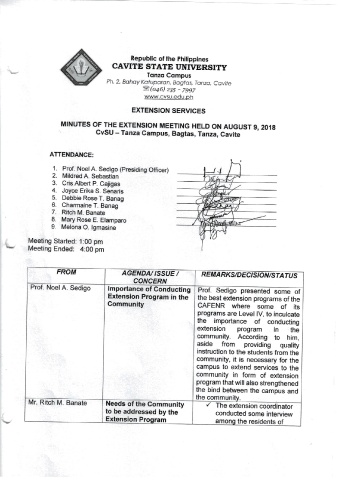 Republic of the Philippines
CAVITE STATE UNIVERSITY
Tanza Campus
Ph. 2, Bahay Katuparan, Bagtas, Tanza, Cavite
☎(046) 235 - 7992
www.cvsu.edu.ph
EXTENSION SERVICES
MINUTES OF THE EXTENSION MEETING HELD ON AUGUST 9, 2018
CvSU – Tanza Campus, Bagtas, Tanza, Cavite
ATTENDANCE:
1. Prof. Noel A. Sedigo (Presiding Officer)
2. Mildred A. Sebastian
3. Cris Albert P. Cajigas
4. Joyce Erika S. Senaris
5. Debbie Rose T. Banag
6. Charmaine T. Banag
7. Ritch M. Banate
8. Mary Rose E. Elamparo
9. Melona O. Igmasine
Meeting Started: 1:00 pm
Meeting Ended: 4:00 pm
FROM
AGENDA/ ISSUE /
CONCERN
REMARKS/DECISION/STATUS
Prof. Noel A. Sedigo
Importance of Conducting
Extension Program in the
Community
Prof. Sedigo presented some of
the best extension programs of the
CAFENR where some of its
programs are Level IV, to inculcate
the importance of conducting
extension program in the
community. According to him,
aside from providing quality
instruction to the students from the
community, it is necessary for the
campus to extend services to the
community in form of extension
program that will also strengthened
the bind between the campus and
the community.
Mr. Ritch M. Banate
Needs of the Community
to be addressed by the
Extension Program
✓ The extension coordinator
conducted some interview
among the residents of